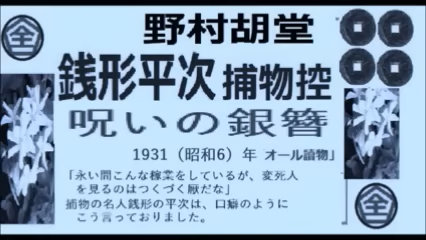 全
野村胡堂
銭形平次 捕物控
呪いの銀簪
1931（昭和6）年 オール讀物」
「永い間こんな稼業をしているが、変死人
を見るのはつくづく厭だな」
捕物の名人銭形の平次は、口癖のように
こう言っておりました。
全